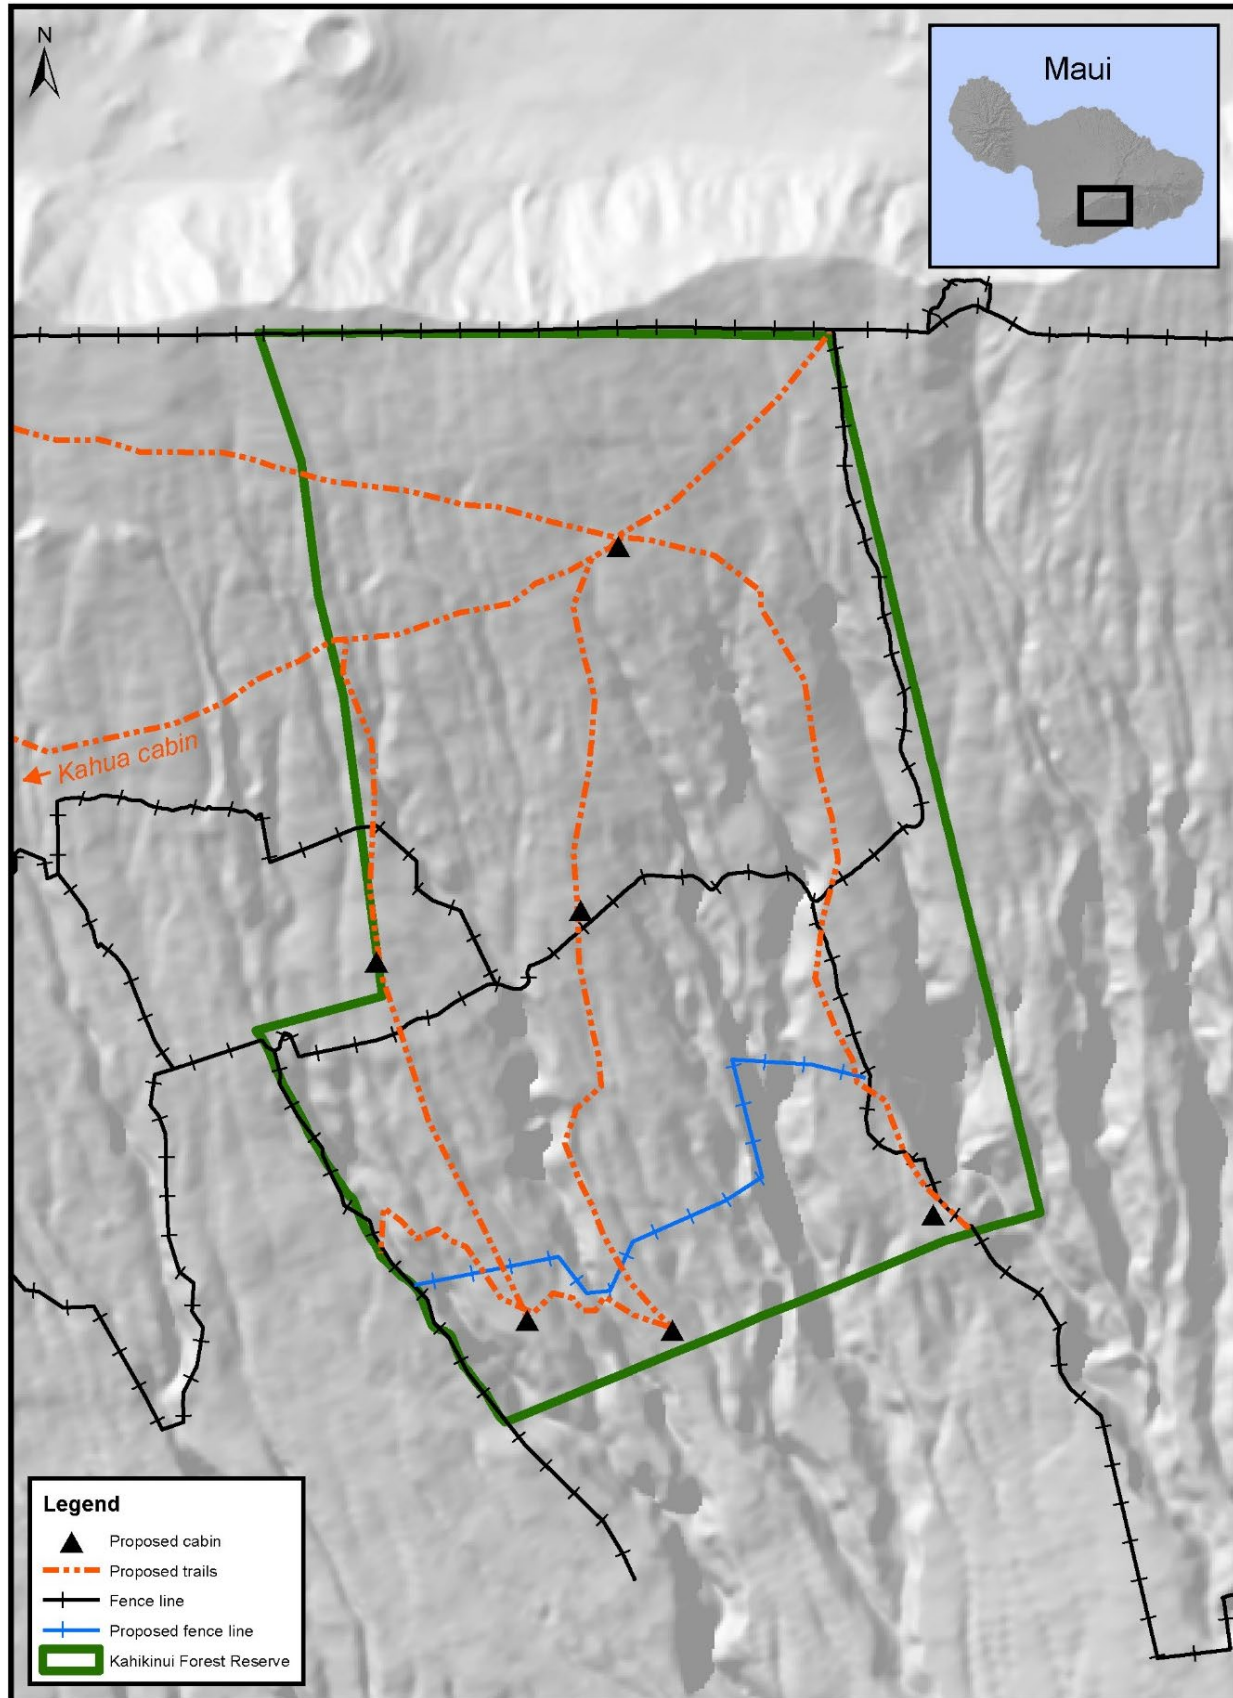 N
Maui
Kahua cabin
Legend
Proposed cabin
Proposed trails
Fence line
Proposed fence line
Kahikinui Forest Reserve